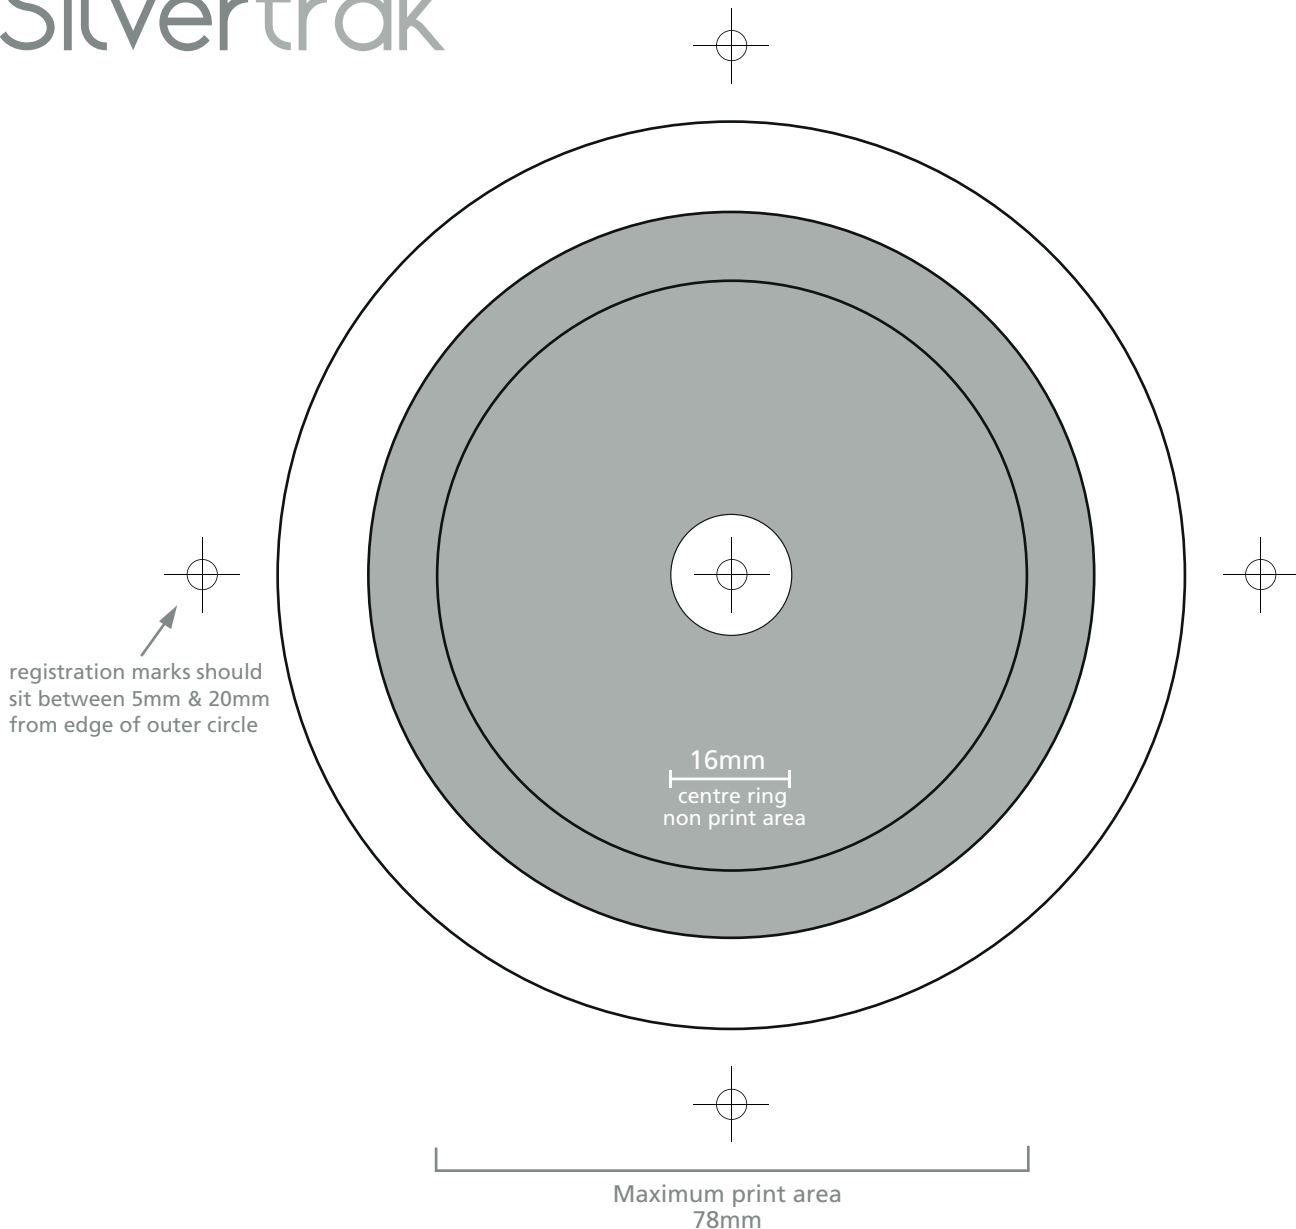 Silvertrak
registration marks should
sit between 5mm & 20mm
from edge of outer circle
16mm
centre ring
non print area
Maximum print area
78mm